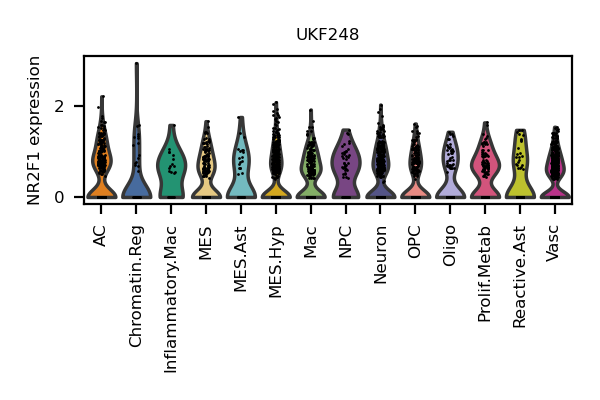 UKF248
NR2F1 expression
2
0
AC
Chromatin.Reg
Inflammatory.Mac
MES
MES.Ast
MES.Hyp
Mac
NPC
Neuron
OPC
Oligo
Prolif.Metab
Reactive.Ast
Vasc